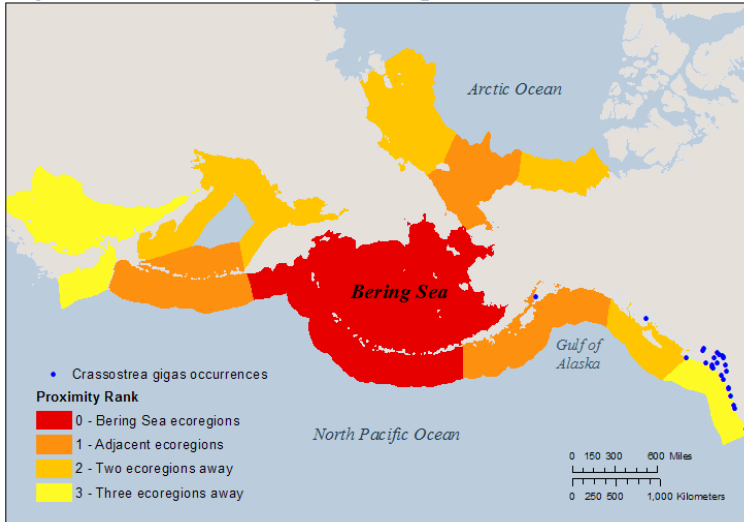 Arctic Ocean
Bering Sea
Gulf of
Alaska
North Pacific Ocean
Crassostrea gigas occurrences
Proximity Rank
0 - Bering Sea ecoregions
1 - Adjacent ecoregions
2 - Two ecoregions away
3 - Three ecoregions away
0 150 300 600 Miles
0 250 500 1,000 Kilometers